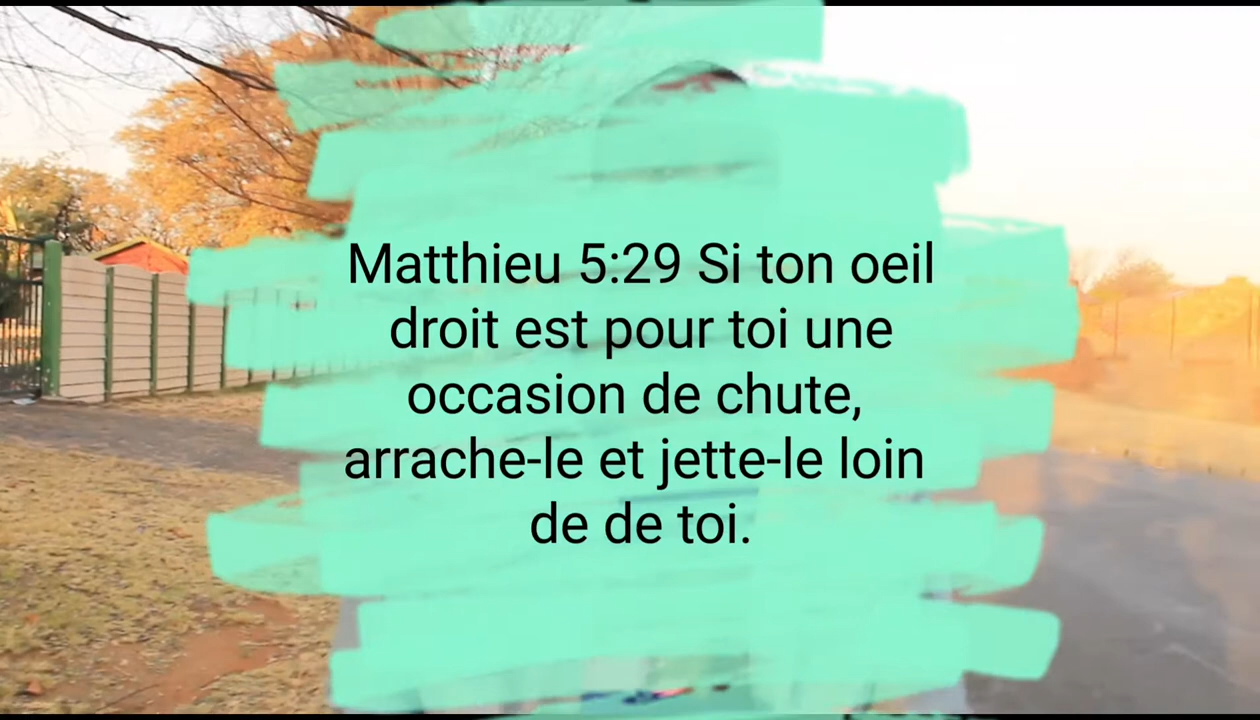 Matthieu 5:29 Si ton oeil
droit est pour toi une
occasion de chute,
arrache-le et jette-le loin
de de toi.